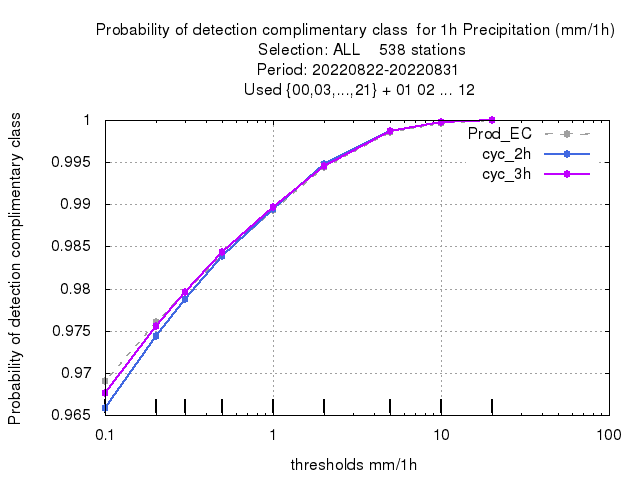 Probability of detection complimentary class  for 1h Precipitation (mm/1h)
Selection: ALL    538 stations
Period: 20220822-20220831
Used {00,03,...,21} + 01 02 ... 12
Probability of detection complimentary class
1
0.995
0.99
0.985
0.98
0.975
0.97
0.965
Prod_EC
cyc_2h
cyc_3h
0.1
1
10
100
thresholds mm/1h